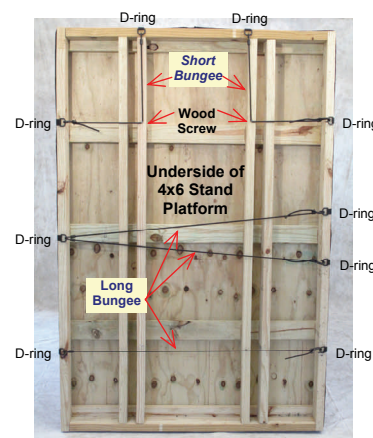 D-ring
D-ring
Short
Bungee
Wood
Screw
D-ring
D-ring
Underside of
4x6 Stand
Platform
D-ring
D-ring
D-ring
Long
Bungee
D-ring
D-ring